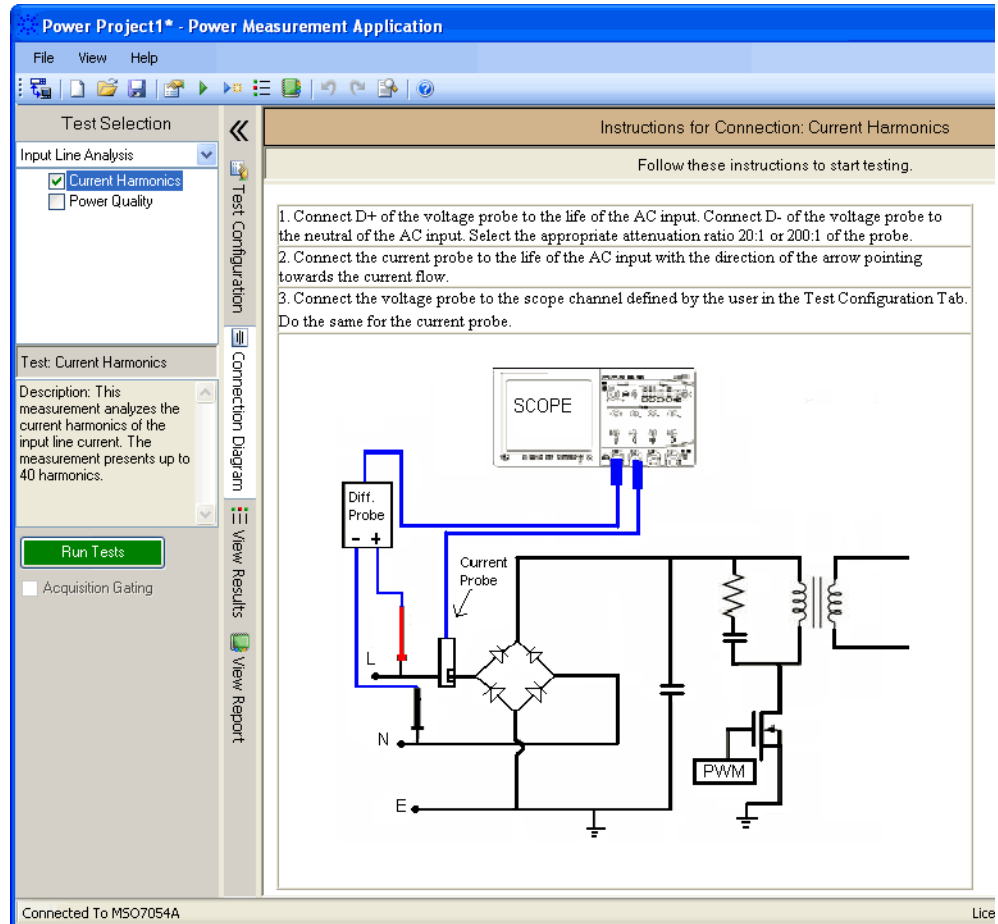 Power Project1* - Power Measurement Application
File View Help
Test Selection
Input Line Analysis
Current Harmonics
Power Quality
Test: Current Harmonics
Description: This
measurement analyzes the
current harmonics of the
input line current. The
measurement presents up to
40 harmonics.
Run Tests
Acquisition Gating
Test Configuration
Connection Diagram
View Results
View Report
Instructions for Connection: Current Harmonics
Follow these instructions to start testing.
1. Connect D+ of the voltage probe to the life of the AC input. Connect D- of the voltage probe to
the neutral of the AC input. Select the appropriate attenuation ratio 20:1 or 200:1 of the probe.
2. Connect the current probe to the life of the AC input with the direction of the arrow pointing
towards the current flow.
3. Connect the voltage probe to the scope channel defined by the user in the Test Configuration Tab.
Do the same for the current probe.
SCOPE
Diff.
Probe
- +
Current
Probe
L
N
E
PWM
Connected To MSO7054A
Lice